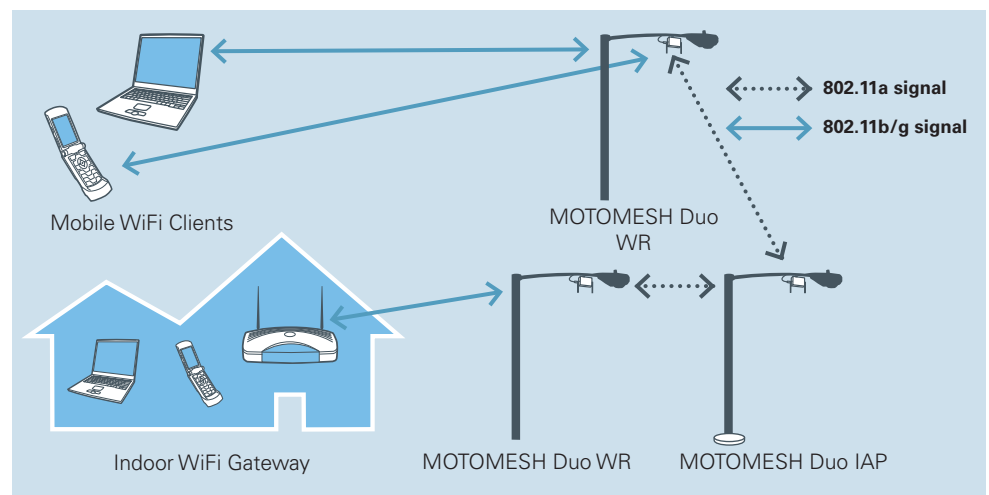 802.11a signal
802.11b/g signal
Mobile WiFi Clients
MOTOMESH Duo
WR
Indoor WiFi Gateway
MOTOMESH Duo WR
MOTOMESH Duo IAP